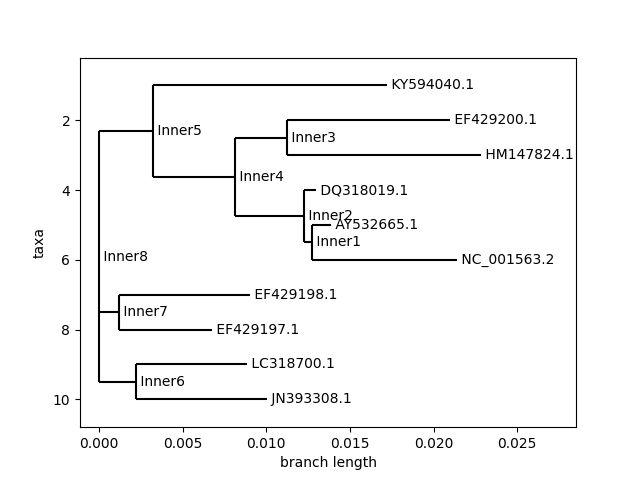 KY594040.1
2
EF429200.1
Inner5
Inner3
HM147824.1
Inner4
4
DQ318019.1
Inner2
AY532665.1
taxa
Inner1
Inner8
6
NC_001563.2
EF429198.1
Inner7
8
EF429197.1
LC318700.1
Inner6
10
JN393308.1
0.000 0.005 0.010 0.015 0.020 0.025
branch length